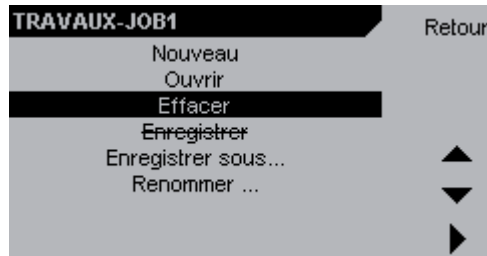 TRAVAUX-JOB1
Retour
Nouveau
Ouvrir
Effacer
Enregistrer
Enregistrer sous...
Renommer ...